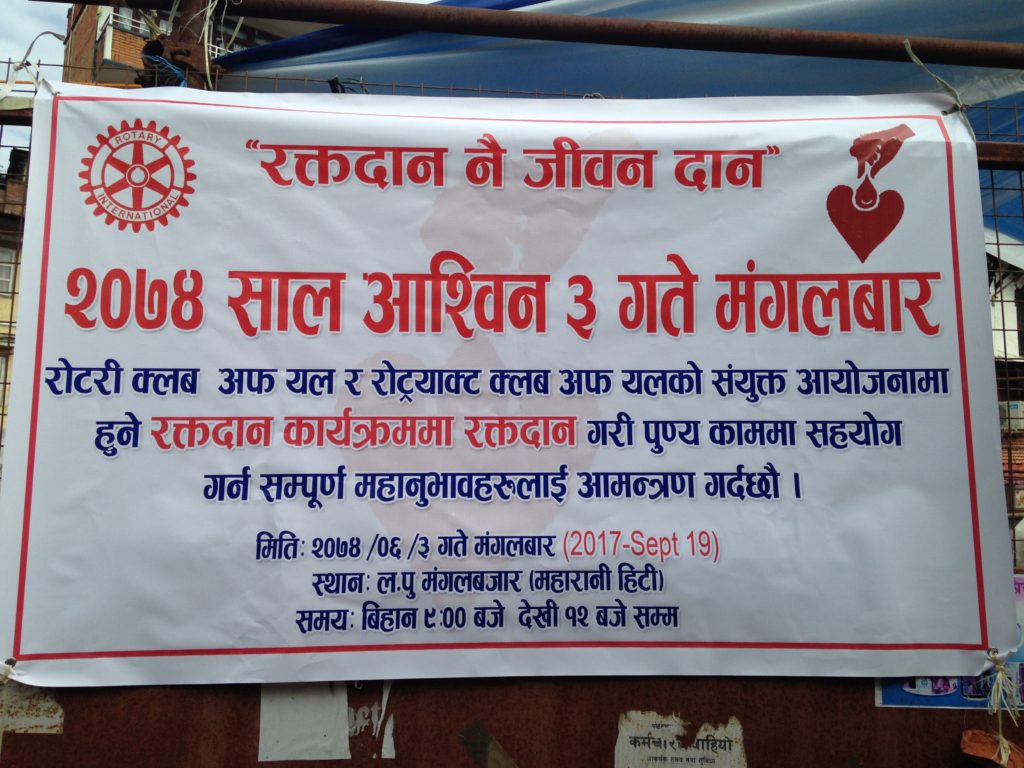 ROTARY
INTERNATIONAL
“रक्तदान नै जीवन दान”
२०७४ साल आश्विन ३ गते मंगलबार
रोटरी क्लब अफ यल र रोट्र्याक्ट क्लब अफ यलको संयुक्त आयोजनामा
हुने रक्तदान कार्यक्रममा रक्तदान गरी पुण्य काममा सहयोग
गर्न सम्पूर्ण महानुभावहरुलाई आमन्त्रण गर्दछौ ।
मितिः २०७४ /०६ /३ गते मंगलबार (2017-Sept 19)
स्थानः ल.पु मंगलबजार (महारानी हिटी)
समयः बिहान ९:०० बजे देखी १२ बजे सम्म